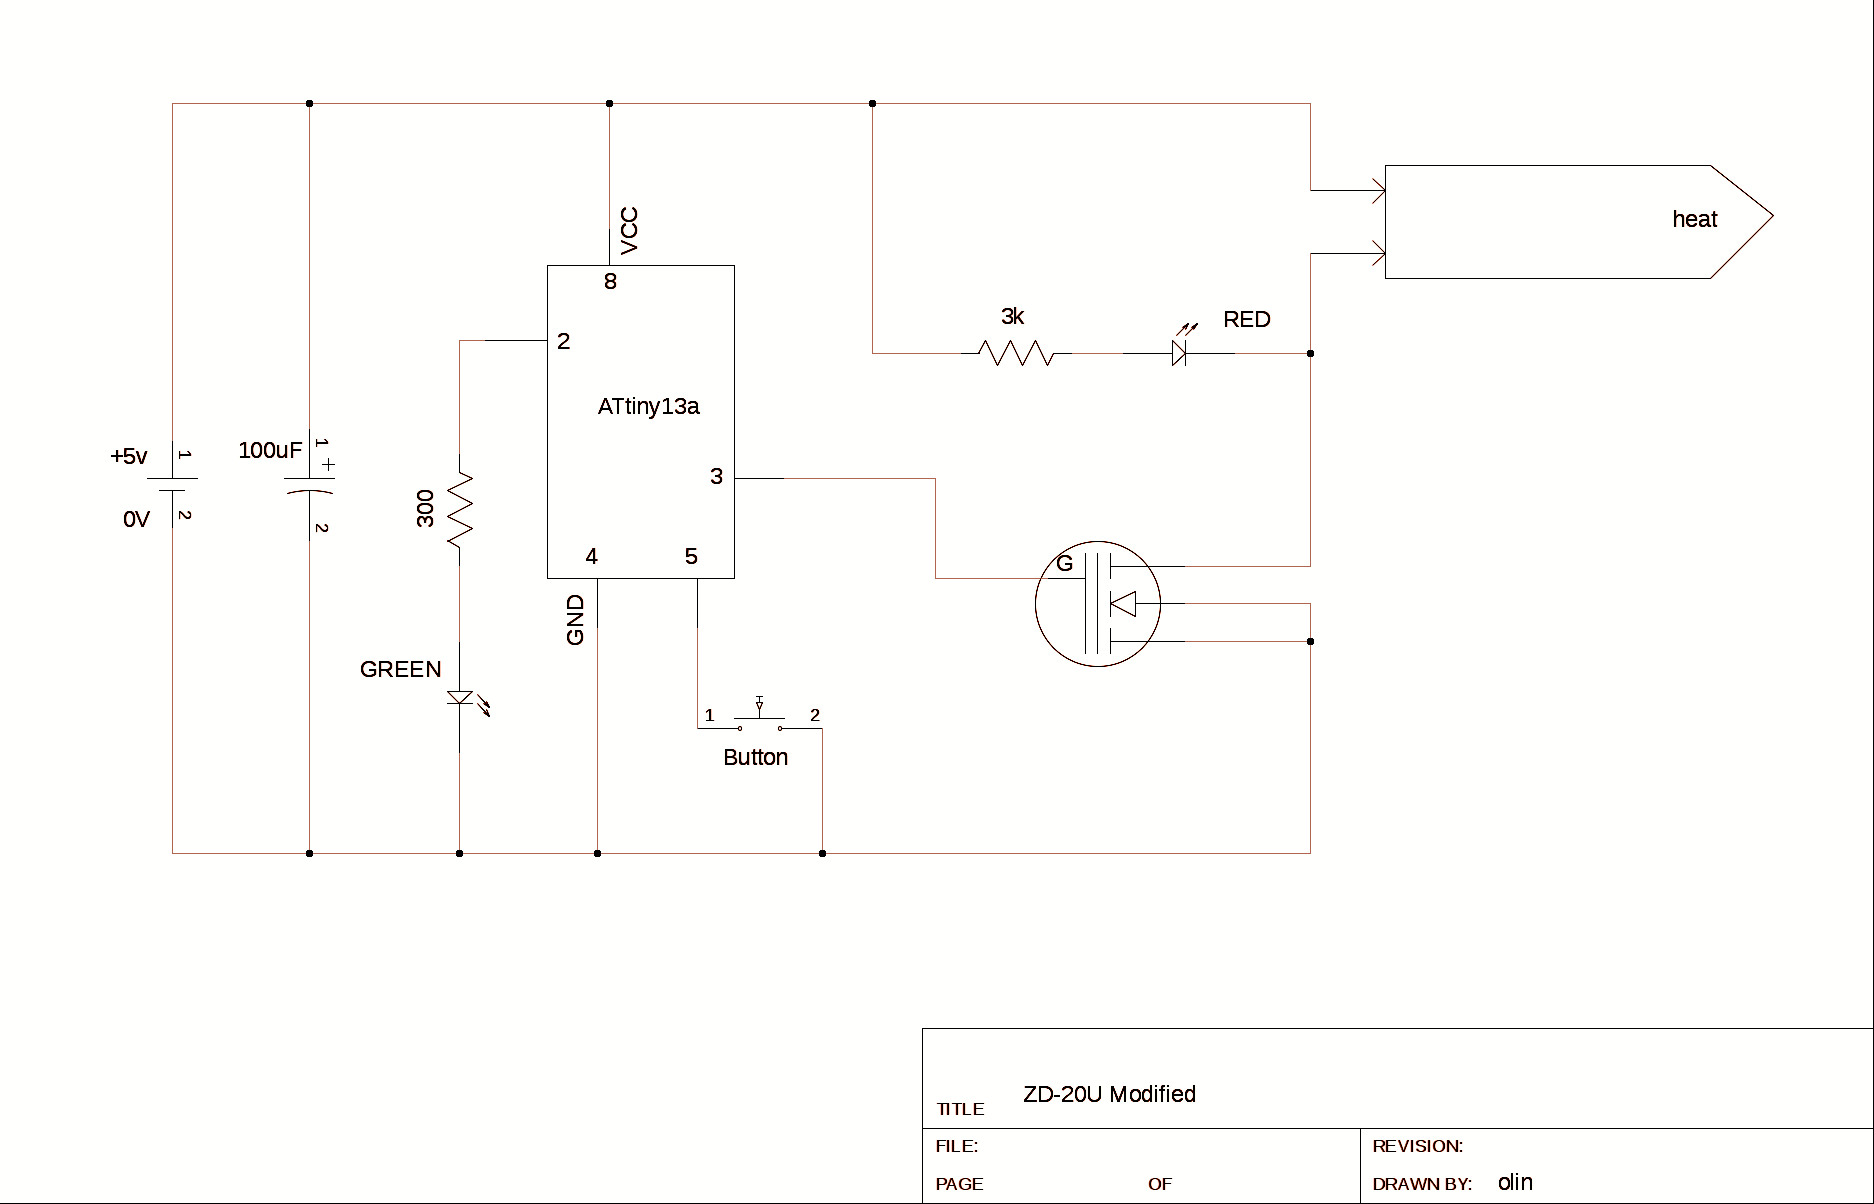 VCC
8
2
3k
RED
heat
ATtiny13a
+5v
1
100uF
1
+
300
3
0V
2
2
4
5
G
GND
GREEN
1
2
Button
TITLE ZD-20U Modified
FILE:
REVISION:
PAGE OF
DRAWN BY: olin